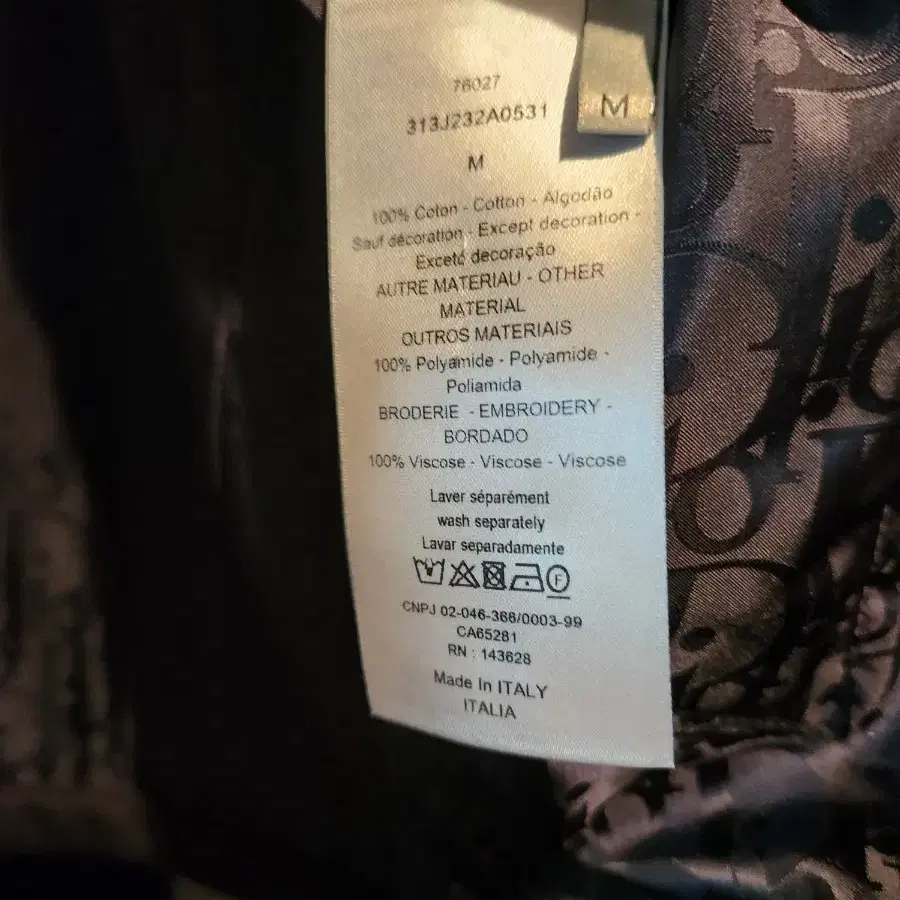 76027
313J232A0531
M
M
100% Coton - Cotton - Algodão
Sauf décoration - Except decoration -
Exceto decoração
AUTRE MATERIAU - OTHER
MATERIAL
OUTROS MATERIAIS
100% Polyamide - Polyamide -
Poliamida
BRODERIE - EMBROIDERY -
BORDADO
100% Viscose - Viscose - Viscose
Laver séparément
wash separately
Lavar separadamente
F
CNPJ 02-046-366/0003-99
CA65281
RN : 143628
Made In ITALY
ITALIA